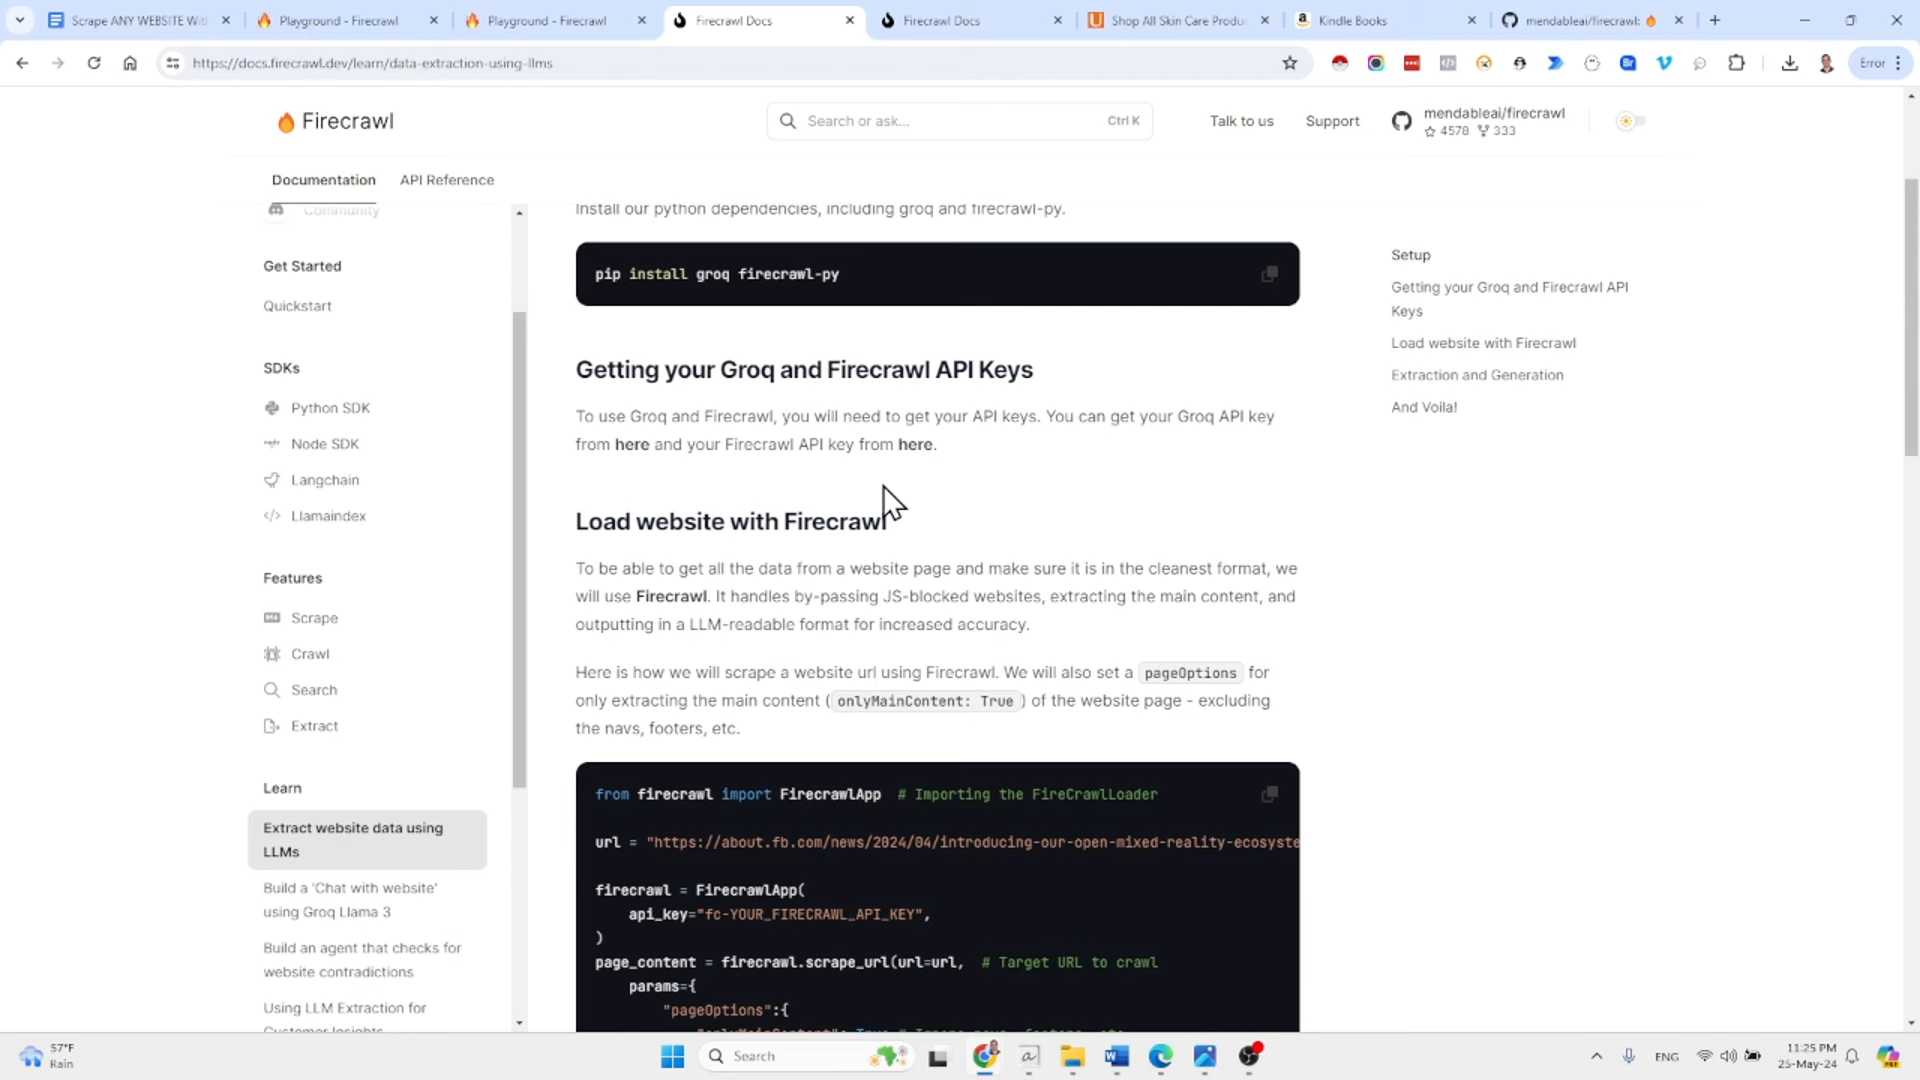 Scrape ANY WEBSITE Wit
Playground - Firecrawl
Playground - Firecrawl
Firecrawl Docs
Firecrawl Docs
Shop All Skin Care Produc
Kindle Books
mendableai/firecrawl:
https://docs.firecrawl.dev/learn/data-extraction-using-llms
Error
Firecrawl
Search or ask...
Ctrl K
Talk to us
Support
mendableai/firecrawl
4578 333
Documentation
API Reference
Community
Get Started
Quickstart
SDKs
Python SDK
Node SDK
Langchain
Llamaindex
Features
Scrape
Crawl
Search
Extract
Learn
Extract website data using
LLMs
Build a 'Chat with website'
using Groq Llama 3
Build an agent that checks for
website contradictions
Using LLM Extraction for
Customer Insights
Install our python dependencies, including groq and firecrawl-py.
pip install groq firecrawl-py
Getting your Groq and Firecrawl API Keys
To use Groq and Firecrawl, you will need to get your API keys. You can get your Groq API key
from here and your Firecrawl API key from here.
Load website with Firecrawl
To be able to get all the data from a website page and make sure it is in the cleanest format, we
will use Firecrawl. It handles by-passing JS-blocked websites, extracting the main content, and
outputting in a LLM-readable format for increased accuracy.
Here is how we will scrape a website url using Firecrawl. We will also set a pageOptions for
only extracting the main content ( onlyMainContent: True ) of the website page - excluding
the navs, footers, etc.
from firecrawl import FirecrawlApp # Importing the FireCrawlLoader
url = "https://about.fb.com/news/2024/04/introducing-our-open-mixed-reality-ecosyste
firecrawl = FirecrawlApp(
api_key="fc-YOUR_FIRECRAWL_API_KEY",
)
page_content = firecrawl.scrape_url(url=url, # Target URL to crawl
params={
"pageOptions":{
"onlyMainContent": True # Ignore navs, footers, etc.
Setup
Getting your Groq and Firecrawl API
Keys
Load website with Firecrawl
Extraction and Generation
And Voila!
57°F
Rain
Search
ENG
11:25 PM
25-May-24